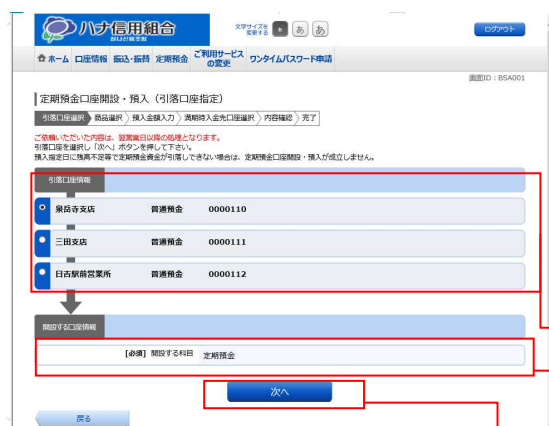 ハナ信用組合
文字サイズを
変更する
あ
あ
ログアウト
ホーム 口座情報 振込・振替 定期預金 ご利用サービスの変更 ワンタイムパスワード申請
画面ID：BSA001
定期預金口座開設・預入（引落口座指定）
引落口座選択 商品選択 預入金額入力 満期時入金先口座選択 内容確認 完了
ご依頼いただいた内容は、翌営業日以降の処理となります。
引落口座を選択し「次へ」ボタンを押して下さい。
預入指定日に残高不足等で定期預金資金が引落しできない場合は、定期預金口座開設・預入が成立しません。
引落口座情報
泉岳寺支店 普通預金 0000110
三田支店 普通預金 0000111
日吉駅前営業所 普通預金 0000112
開設する口座情報
[必須] 開設する科目 定期預金
次へ
戻る